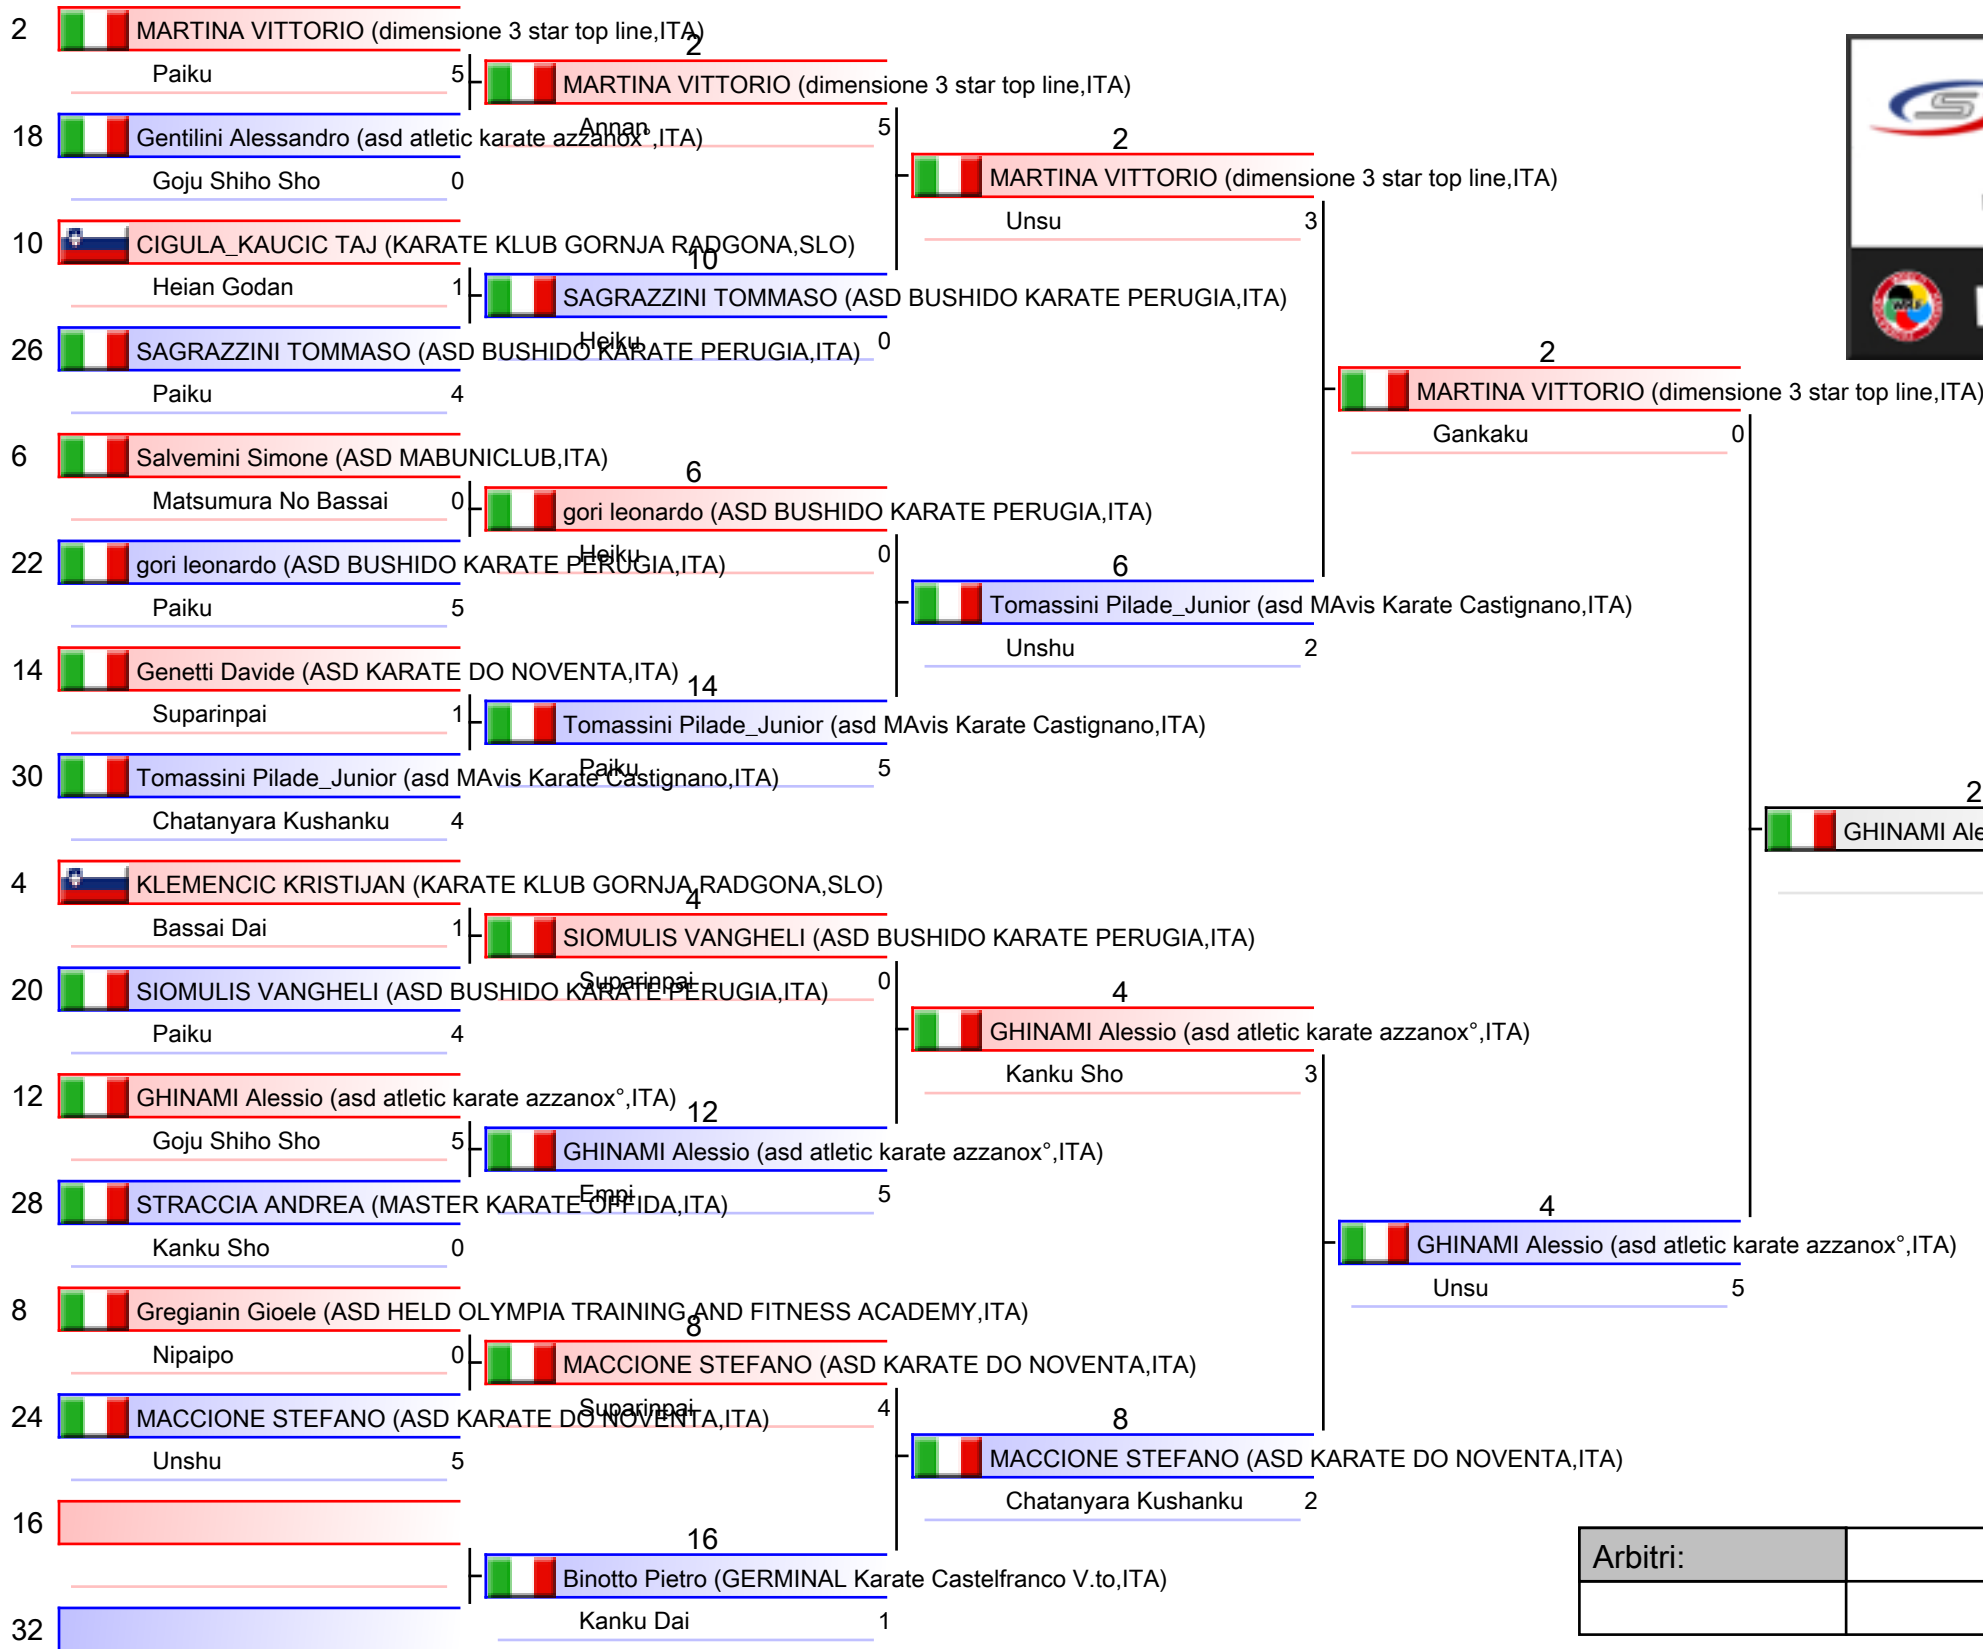 2 MARTINA VITTORIO (dimensione 3 star top line,ITA)
Paiku 5
18 Gentilini Alessandro (asd atletic karate azzanox°,ITA)
Goju Shiho Sho 0
10 CIGULA_KAUCIC TAJ (KARATE KLUB GORNJA RADGONA,SLO)
Heian Godan 1
26 SAGRAZZINI TOMMASO (ASD BUSHIDO KARATE PERUGIA,ITA)
Paiku 4
6 Salvemini Simone (ASD MABUNICLUB,ITA)
Matsumura No Bassai 0
22 gori leonardo (ASD BUSHIDO KARATE PERUGIA,ITA)
Paiku 5
14 Genetti Davide (ASD KARATE DO NOVENTA,ITA)
Suparinpai 1
30 Tomassini Pilade_Junior (asd MAvis Karate Castignano,ITA)
Chatanyara Kushanku 4
4 KLEMENCIC KRISTIJAN (KARATE KLUB GORNJA RADGONA,SLO)
Bassai Dai 1
20 SIOMULIS VANGHELI (ASD BUSHIDO KARATE PERUGIA,ITA)
Paiku 4
12 GHINAMI Alessio (asd atletic karate azzanox°,ITA)
Goju Shiho Sho 5
28 STRACCIA ANDREA (MASTER KARATE OFFIDA,ITA)
Kanku Sho 0
8 Gregianin Gioele (ASD HELD OLYMPIA TRAINING AND FITNESS ACADEMY,ITA)
Nipaipo 0
24 MACCIONE STEFANO (ASD KARATE DO NOVENTA,ITA)
Unshu 5
16
32
2
MARTINA VITTORIO (dimensione 3 star top line,ITA)
Annan 5
10
SAGRAZZINI TOMMASO (ASD BUSHIDO KARATE PERUGIA,ITA)
Heiku 0
6
gori leonardo (ASD BUSHIDO KARATE PERUGIA,ITA)
Heiku 0
14
Tomassini Pilade_Junior (asd MAvis Karate Castignano,ITA)
Paiku 5
4
SIOMULIS VANGHELI (ASD BUSHIDO KARATE PERUGIA,ITA)
Suparinpai 0
12
GHINAMI Alessio (asd atletic karate azzanox°,ITA)
Empi 5
8
MACCIONE STEFANO (ASD KARATE DO NOVENTA,ITA)
Suparinpai 4
16
Binotto Pietro (GERMINAL Karate Castelfranco V.to,ITA)
Kanku Dai 1
2
MARTINA VITTORIO (dimensione 3 star top line,ITA)
Unsu 3
6
Tomassini Pilade_Junior (asd MAvis Karate Castignano,ITA)
Unshu 2
4
GHINAMI Alessio (asd atletic karate azzanox°,ITA)
Kanku Sho 3
8
MACCIONE STEFANO (ASD KARATE DO NOVENTA,ITA)
Chatanyara Kushanku 2
2
MARTINA VITTORIO (dimensione 3 star top line,ITA)
Gankaku 0
4
GHINAMI Alessio (asd atletic karate azzanox°,ITA)
Unsu 5
2
GHINAMI Ale
S
Arbitri: